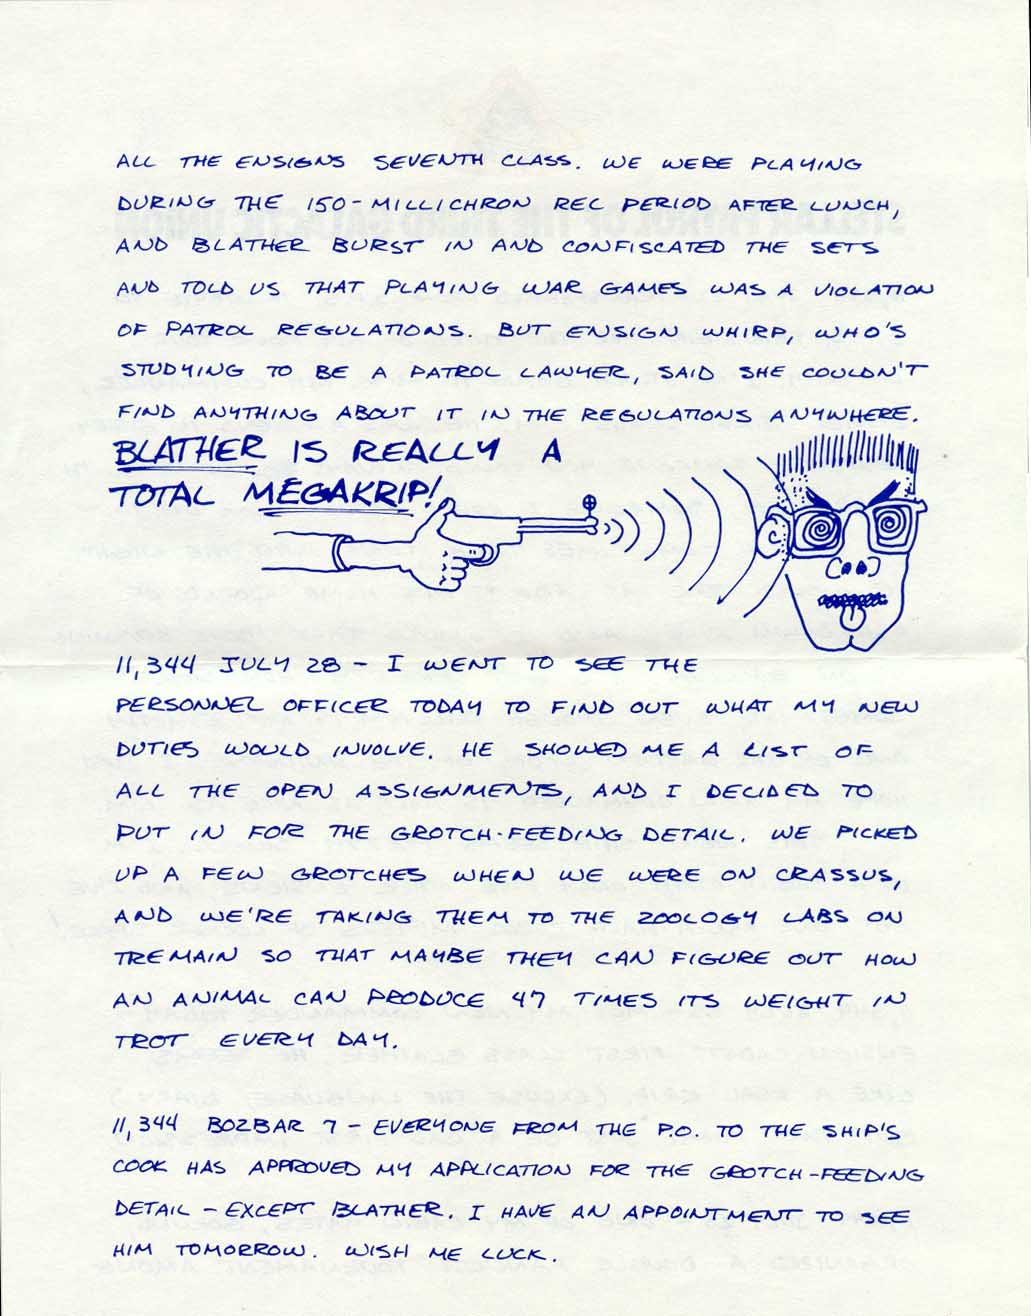 ALL THE ENSIGNS SEVENTH CLASS. WE WERE PLAYING
DURING THE 150-MILLICHRON REC PERIOD AFTER LUNCH,
AND BLATHER BURST IN AND CONFISCATED THE SETS
AND TOLD US THAT PLAYING WAR GAMES WAS A VIOLATION
OF PATROL REGULATIONS. BUT ENSIGN WHIRP, WHO'S
STUDYING TO BE A PATROL LAWYER, SAID SHE COULDN'T
FIND ANYTHING ABOUT IT IN THE REGULATIONS ANYWHERE.
BLATHER IS REALLY A
TOTAL MEGAKRIP!
11,344 JULY 28 - I WENT TO SEE THE
PERSONNEL OFFICER TODAY TO FIND OUT WHAT MY NEW
DUTIES WOULD INVOLVE. HE SHOWED ME A LIST OF
ALL THE OPEN ASSIGNMENTS, AND I DECIDED TO
PUT IN FOR THE GROTCH-FEEDING DETAIL. WE PICKED
UP A FEW GROTCHES WHEN WE WERE ON CRASSUS,
AND WE'RE TAKING THEM TO THE ZOOLOGY LABS ON
TREMAIN SO THAT MAYBE THEY CAN FIGURE OUT HOW
AN ANIMAL CAN PRODUCE 47 TIMES ITS WEIGHT IN
TROT EVERY DAY.
11,344 BOZBAR 7 - EVERYONE FROM THE P.O. TO THE SHIP'S
COOK HAS APPROVED MY APPLICATION FOR THE GROTCH-FEEDING
DETAIL - EXCEPT BLATHER. I HAVE AN APPOINTMENT TO SEE
HIM TOMORROW. WISH ME LUCK.